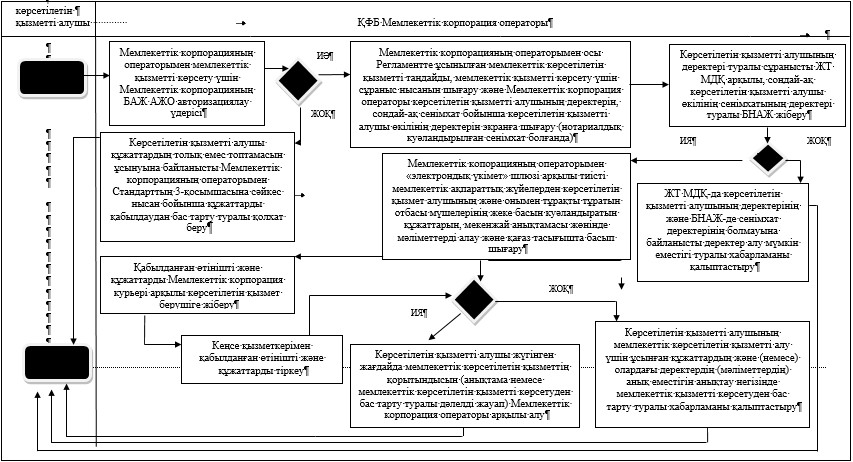 көрсетілетін ¶
қызметті алушы
ҚФБ Мемлекеттік корпорация операторы¶
Мемлекеттік корпорацияның
операторымен мемлекеттік
қызметті көрсету үшін
Мемлекеттік корпорацияның
БАЖ АЖО авторизациялау
үдерісі¶
ИӘ
ЖОҚ¶
Мемлекеттік корпорацияның операторымен осы
Регламентте ұсынылған мемлекеттік көрсетілетін
қызметті таңдайды, мемлекеттік қызметті көрсету үшін
сұраныс нысанын шығару және Мемлекеттік корпорация
операторы көрсетілетін қызметті алушының деректерін,
сондай-ақ сенімхат бойынша көрсетілетін қызметті
алушы өкілінің деректерін экранға шығару (нотариалдық
куәландырылған сенімхат болғанда)¶
Көрсетілетін қызметті алушының
деректері туралы сұранысты ЖТ
МДҚ арқылы, сондай-ақ
көрсетілетін қызметті алушы
өкілінің сенімхатының деректері
туралы БНАЖ жіберу¶
ИЯ¶
ЖОҚ¶
Көрсетілетін қызметті алушы
құжаттардың толық емес топтамасын
ұсынуына байланысты Мемлекеттік
корпорацияның операторымен
Стандарттың 3-қосымшасына сәйкес
нысан бойынша құжаттарды
қабылдаудан бас тарту туралы қолхат
беру¶
Мемлекеттік копорацияның операторымен
«электрондық үкімет» шлюзі арқылы тиісті
мемлекеттік ақпараттық жүйелерден көрсетілетін
қызмет алушының және онымен тұрақты тұратын
отбасы мүшелерінің жеке басын куәландыратын
құжаттарын, мекенжай анықтамасы жөнінде
мәліметтерді алу және қағаз тасығышта басып
шығару¶
ЖТ МДҚ-да көрсетілетін
қызметті алушының деректерінің
және БНАЖ-де сенімхат
деректерінің болмауына
байланысты деректер алу мүмкін
еместігі туралы хабарламаны
қалыптастыру¶
Қабылданған өтінішті және
құжаттарды Мемлекеттік корпорация
курьері арқылы көрсетілетін қызмет
берушіге жіберу¶
ЖОҚ¶
ИЯ¶
Кеңсе қызметкерімен
қабылданған өтінішті және
құжаттарды тіркеу¶
Көрсетілетін қызметті алушы жүгінген
жағдайда мемлекеттік көрсетілетін қызметтің
қорытындысын (анықтама немесе
мемлекеттік көрсетілетін қызметті көрсетуден
бас тарту туралы дәлелді жауап) Мемлекеттік
корпорация операторы арқылы алу¶
Көрсетілетін қызметті алушының
мемлекеттік көрсетілетін қызметті алу
үшін ұсынған құжаттардың және (немесе)
олардағы деректердің (мәліметтердің)
анық еместігін анықтау негізінде
мемлекеттік қызметті көрсетуден бас
тарту туралы хабарламаны қалыптастыру¶